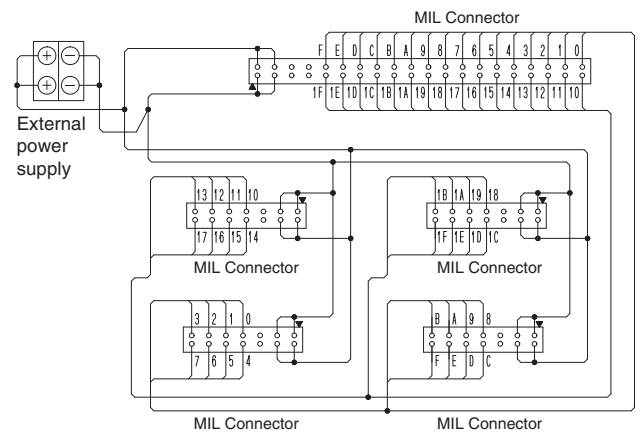 MIL Connector
F E D C B A 9 8 7 6 5 4 3 2 1 0
1F 1E 1D 1C 1B 1A 19 18 17 16 15 14 13 12 11 10
+ −
+ −
External
power
supply
13 12 11 10
17 16 15 14
MIL Connector
1B 1A 19 18
1F 1E 1D 1C
MIL Connector
3 2 1 0
7 6 5 4
MIL Connector
B A 9 8
F E D C
MIL Connector